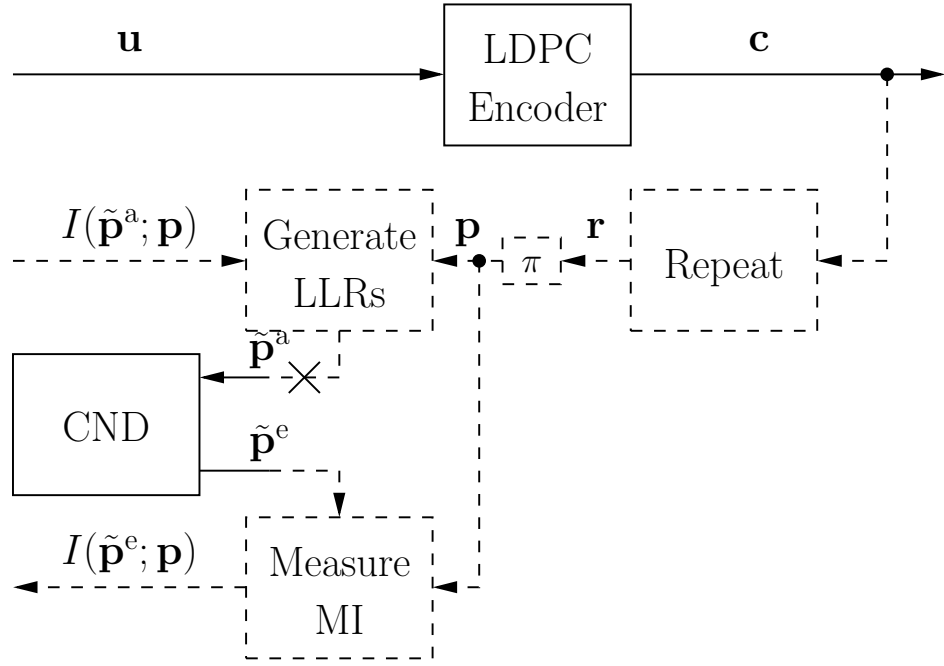 u
c
LDPC
Encoder
I(p̃ᵃ; p)
Generate
LLRs
p
π
r
Repeat
p̃ᵃ
CND
p̃ᵉ
I(p̃ᵉ; p)
Measure
MI